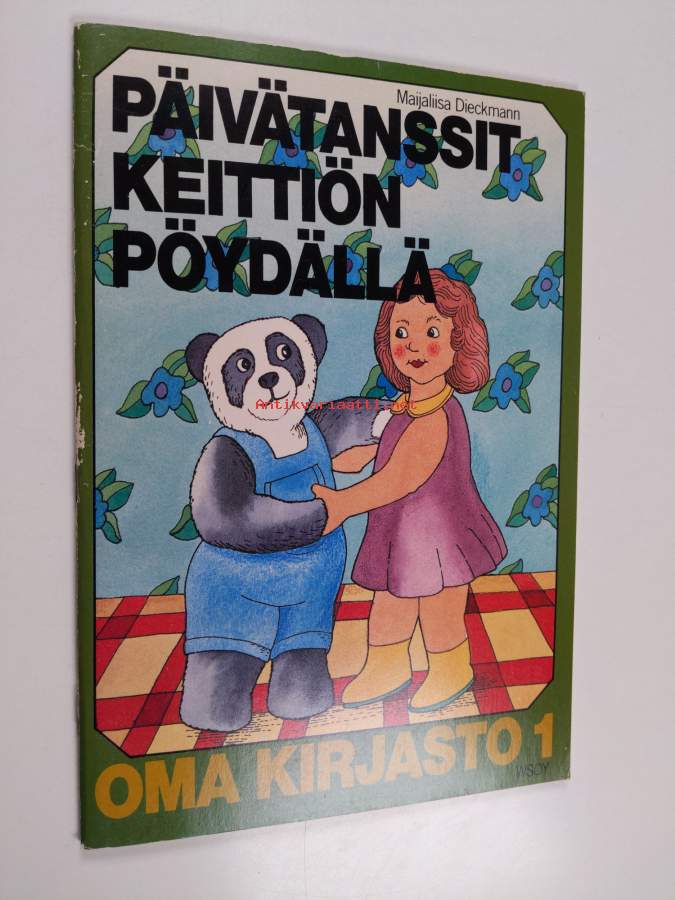 Maijaliisa Dieckmann
PÄIVÄTANSSIT
KEITTIÖN
PÖYDÄLLÄ
Antikvariaatti.net
OMA KIRJASTO 1
WSOY